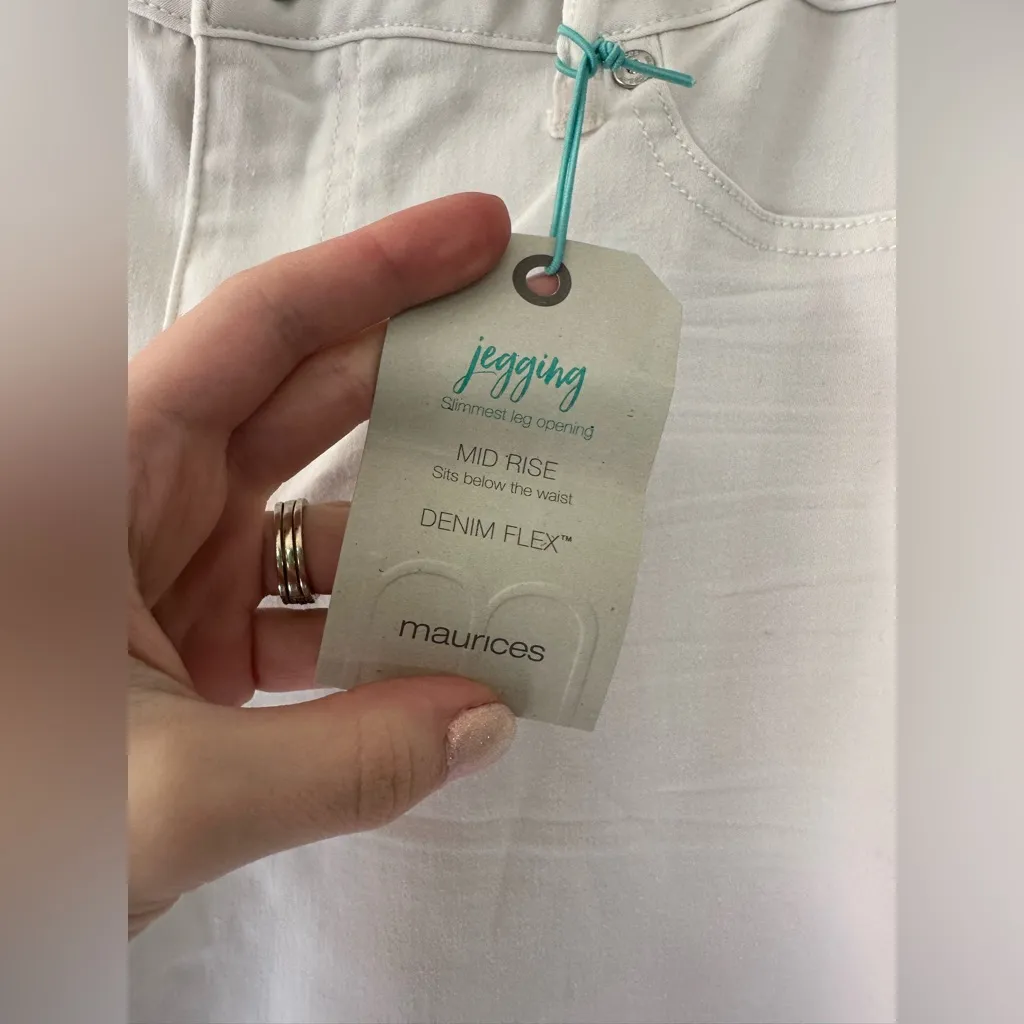 jegging
Slimmest leg opening
MID RISE
Sits below the waist
DENIM FLEX™
maurices